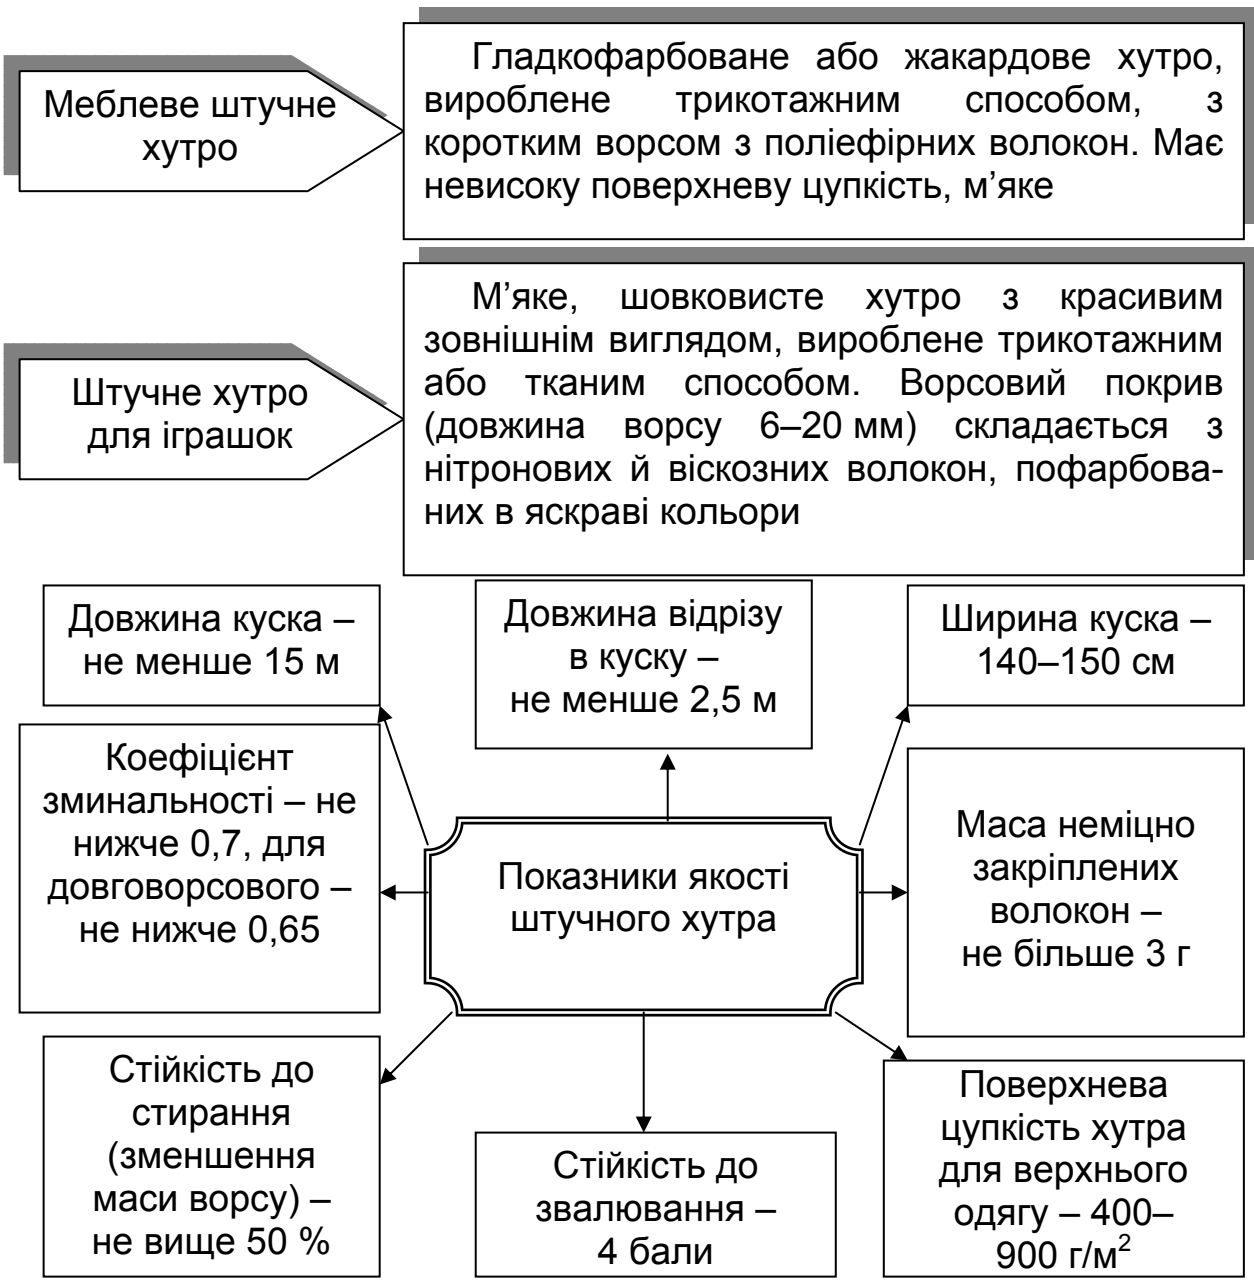 Меблеве штучне
хутро
Гладкофарбоване або жакардове хутро,
вироблене трикотажним способом, з
коротким ворсом з поліефірних волокон. Має
невисоку поверхневу цупкість, м’яке
Штучне хутро
для іграшок
М’яке, шовковисте хутро з красивим
зовнішнім виглядом, вироблене трикотажним
або тканим способом. Ворсовий покрив
(довжина ворсу 6–20 мм) складається з
нітронових й віскозних волокон, пофарбова-
них в яскраві кольори
Довжина куска –
не менше 15 м
Довжина відрізу
в куску –
не менше 2,5 м
Ширина куска –
140–150 см
Коефіцієнт
зминальності – не
нижче 0,7, для
довговорсового –
не нижче 0,65
Показники якості
штучного хутра
Маса неміцно
закріплених
волокон –
не більше 3 г
Стійкість до
стирання
(зменшення
маси ворсу) –
не вище 50 %
Стійкість до
звалювання –
4 бали
Поверхнева
цупкість хутра
для верхнього
одягу – 400–
900 г/м²